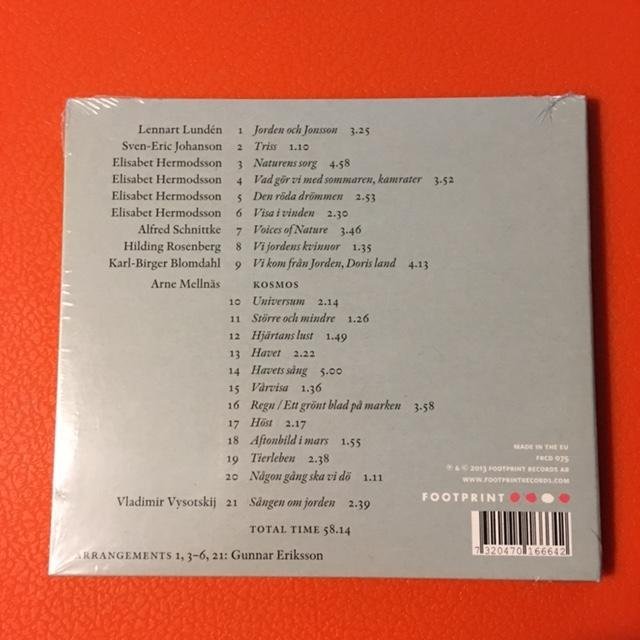 Lennart Lundén 1 Jorden och Jonsson 3.25
Sven-Eric Johanson 2 Triss 1.10
Elisabet Hermodsson 3 Naturens sorg 4.58
Elisabet Hermodsson 4 Vad gör vi med sommaren, kamrater 3.52
Elisabet Hermodsson 5 Den röda drömmen 2.53
Elisabet Hermodsson 6 Visa i vinden 2.30
Alfred Schnittke 7 Voices of Nature 3.46
Hilding Rosenberg 8 Vi jordens kvinnor 1.35
Karl-Birger Blomdahl 9 Vi kom från Jorden, Doris land 4.13
Arne Mellnäs KOSMOS
10 Universum 2.14
11 Större och mindre 1.26
12 Hjärtans lust 1.49
13 Havet 2.22
14 Havets sång 5.00
15 Vårvisa 1.36
16 Regn / Ett grönt blad på marken 3.58
17 Höst 2.17
18 Aftonbild i mars 1.55
19 Tierleben 2.38
20 Någon gång ska vi dö 1.11
Vladimir Vysotskij 21 Sången om jorden 2.39
TOTAL TIME 58.14
ARRANGEMENTS 1, 3–6, 21: Gunnar Eriksson
MADE IN THE EU
FRCD 075
℗ & © 2013 FOOTPRINT RECORDS AB
WWW.FOOTPRINTRECORDS.COM
FOOTPRINT
7 320470 166642